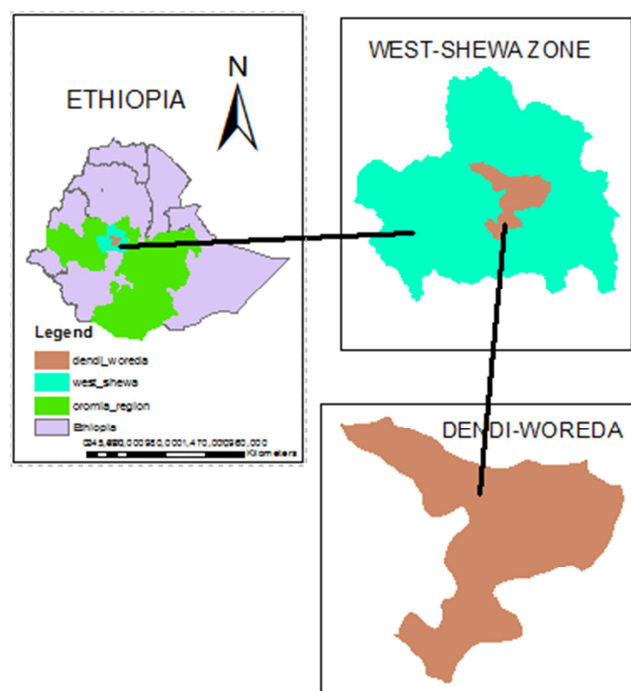 ETHIOPIA
N
Legend
dendi_woreda
west_shewa
oromia_region
Ethiopia
Kilometers
WEST-SHEWA ZONE
DENDI-WOREDA